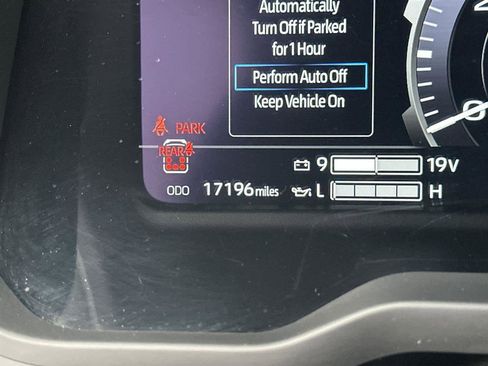 Automatically
Turn Off if Parked
for 1 Hour
Perform Auto Off
Keep Vehicle On
PARK
REAR
9 19V
ODO 17196 miles
L H
0